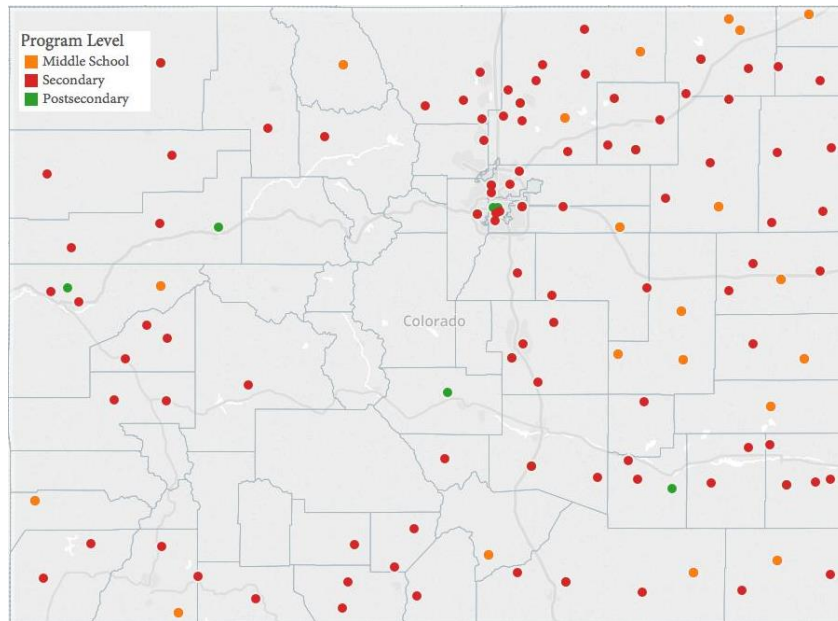 Program Level
Middle School
Secondary
Postsecondary
Colorado